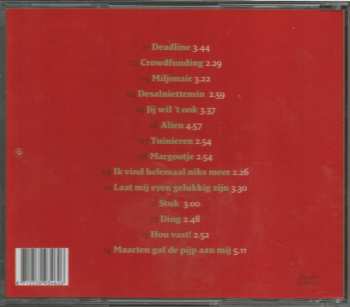 Deadline 3.44
Crowdfunding 2.29
Miljonair 3.22
Desalniettemin 2.59
Jij wil 't ook 3.37
Alien 4.57
Tuinieren 2.54
Margootje 2.54
Ik vind helemaal niks meer 2.26
Laat mij even gelukkig zijn 3.30
Stuk 3.00
Ding 2.48
Hou vast! 2.52
Maarten gaf de pijp aan mij 5.11